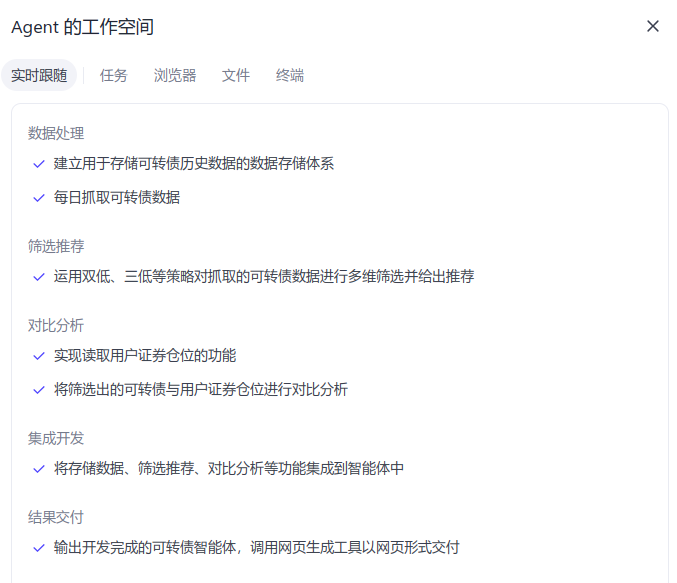 Agent 的工作空间
实时跟随 任务 浏览器 文件 终端
数据处理
建立用于存储可转债历史数据的数据存储体系
每日抓取可转债数据
筛选推荐
运用双低、三低等策略对抓取的可转债数据进行多维筛选并给出推荐
对比分析
实现读取用户证券仓位的功能
将筛选出的可转债与用户证券仓位进行对比分析
集成开发
将存储数据、筛选推荐、对比分析等功能集成到智能体中
结果交付
输出开发完成的可转债智能体，调用网页生成工具以网页形式交付